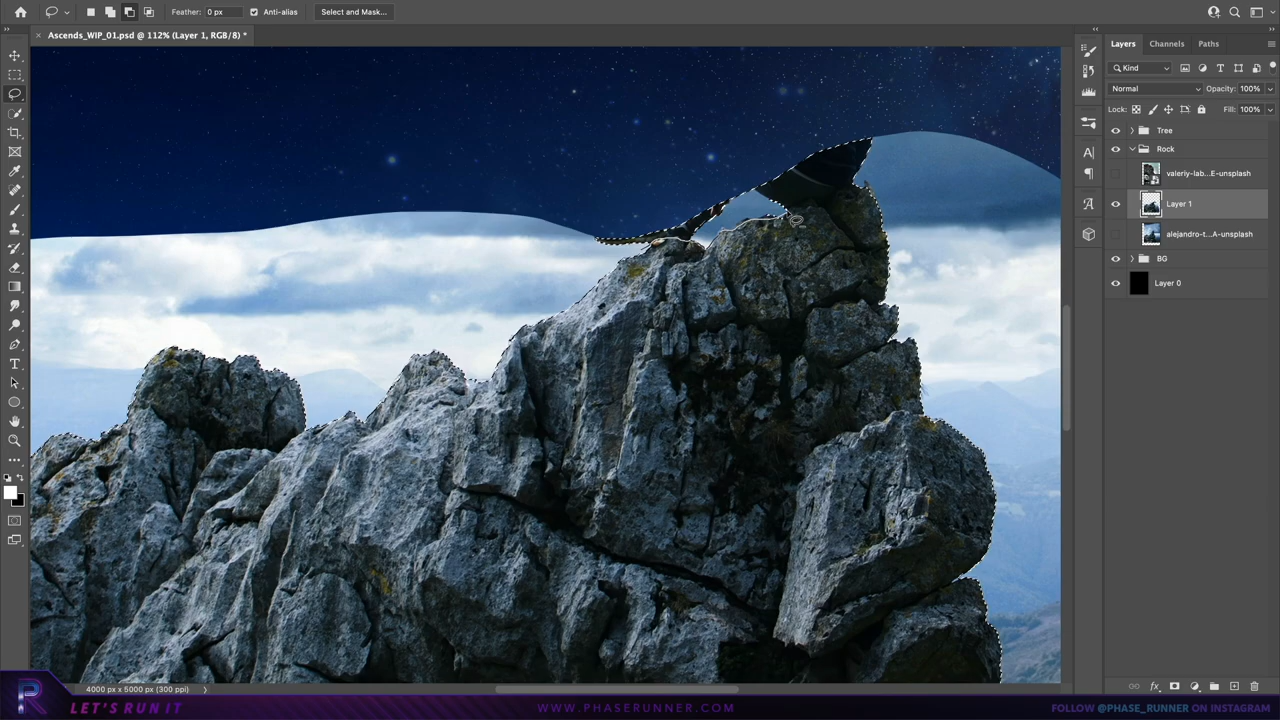 Feather: 0 px
Anti-alias
Select and Mask...
Ascends_WIP_01.psd @ 112% (Layer 1, RGB/8) *
Layers
Channels
Paths
Kind
Normal
Opacity: 100%
Lock:
Fill: 100%
Tree
Rock
valeriy-lab...E-unsplash
Layer 1
alejandro-t...A-unsplash
BG
Layer 0
4000 px x 5000 px (300 ppi)
LET'S RUN IT
WWW.PHASERUNNER.COM
FOLLOW @PHASE_RUNNER ON INSTAGRAM